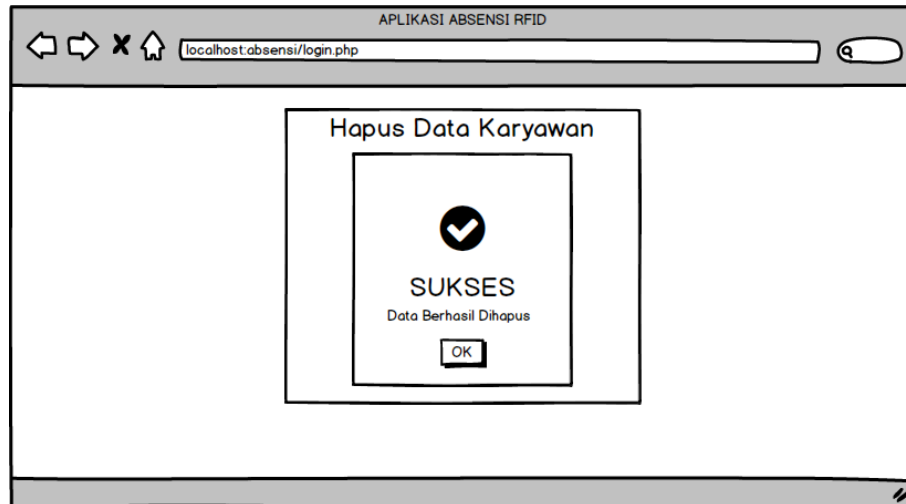 APLIKASI ABSENSI RFID
localhost:absensi/login.php
Hapus Data Karyawan
SUKSES
Data Berhasil Dihapus
OK